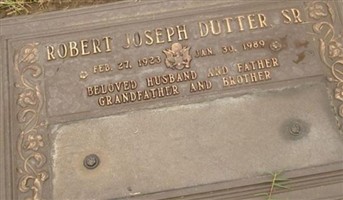 ROBERT JOSEPH DUTTER SR.
FEB. 27, 1923 JAN. 30, 1989
BELOVED HUSBAND AND FATHER
GRANDFATHER AND BROTHER